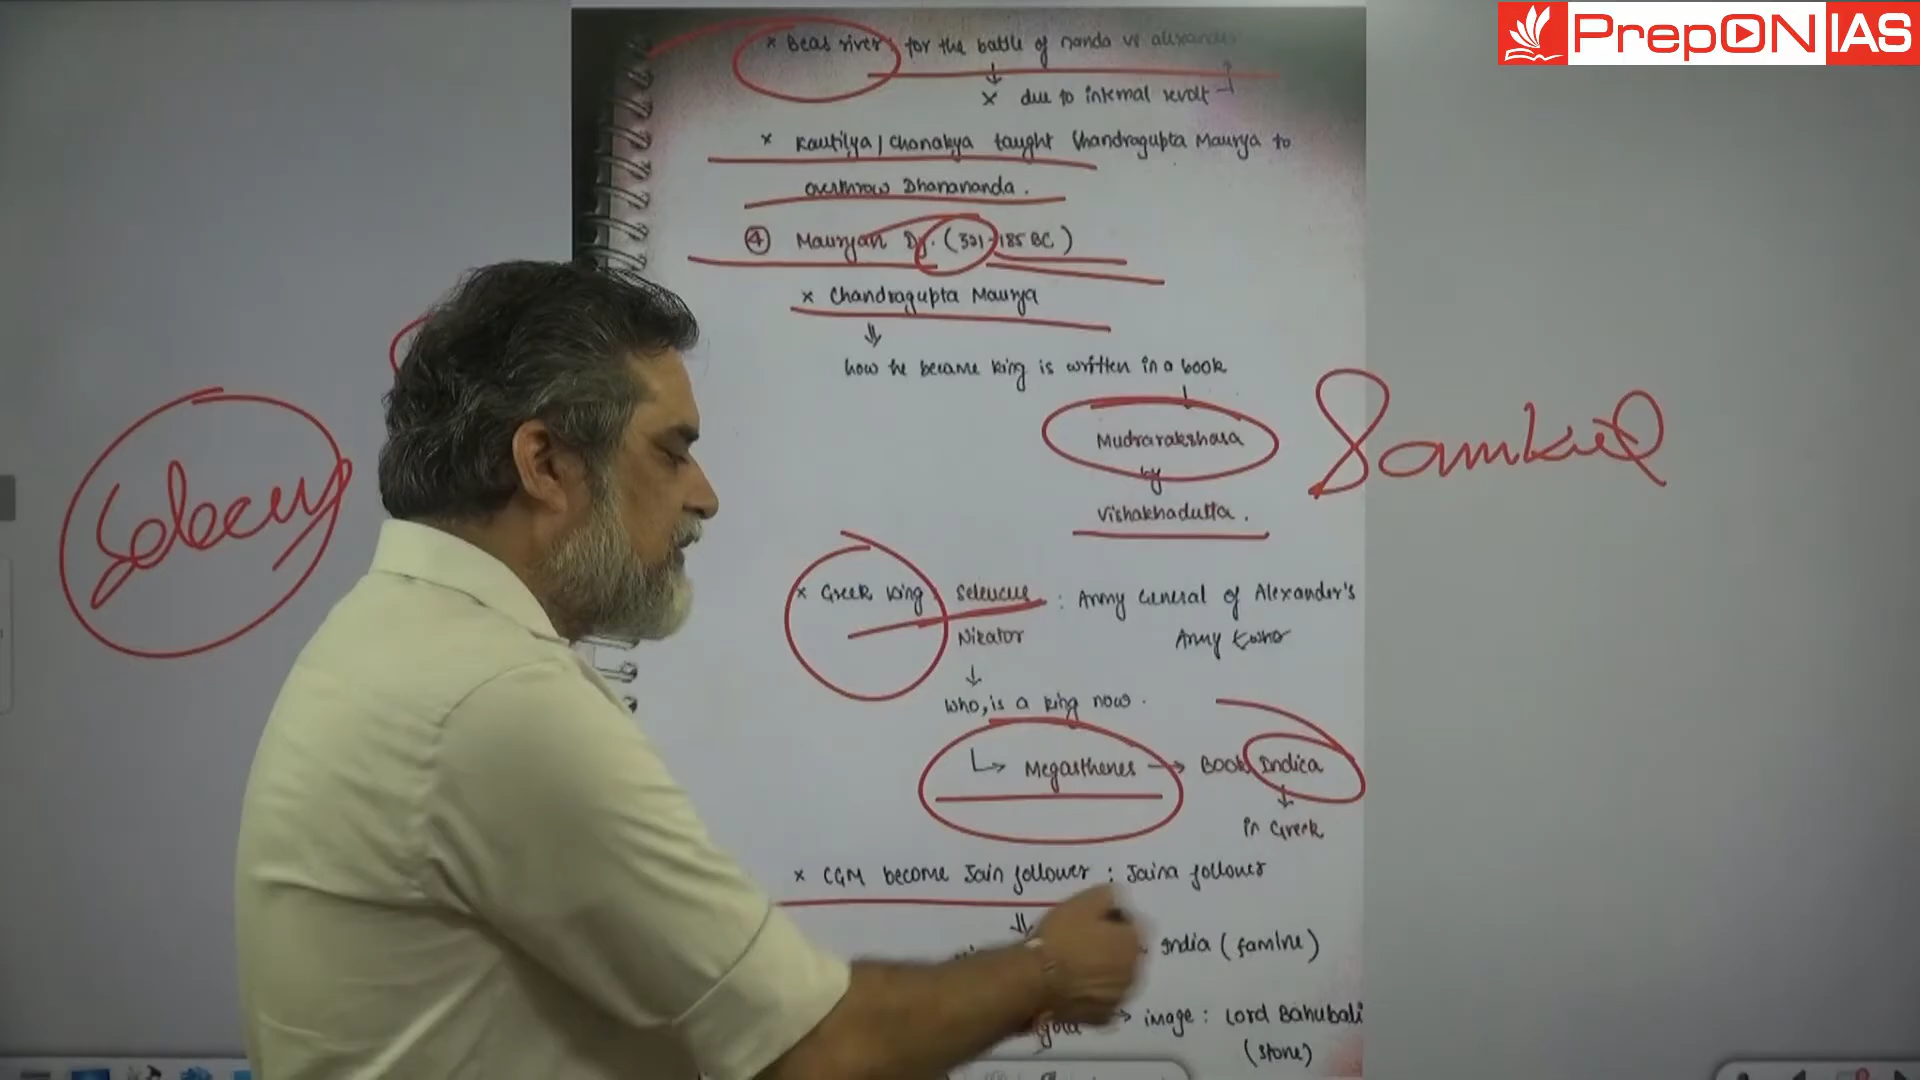 PrepON IAS
× Beas river for the battle of nanda vs alexander
× due to internal revolt
× Kautilya / Chanakya taught Chandragupta Maurya to
overthrow Dhanananda.
④ Mauryan Dy. (321-185 BC)
× Chandragupta Maurya
how he became king is written in a book
Mudrarakshasa
by
Vishakhadutta.
Seleucus
× Greek king Seleucus : Army General of Alexander's
Nikator Army
who, is a king now.
Megasthenes → Book Indica
in Greek
× CGM become Jain follower : Jaina follower
India (famine)
→ image : Lord Bahubali
(stone)